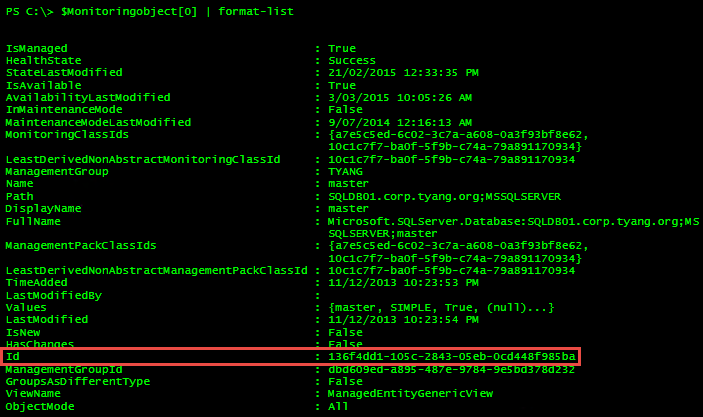 PS C:\> $Monitoringobject[0] | format-list
IsManaged : True
HealthState : Success
StateLastModified : 21/02/2015 12:33:35 PM
IsAvailable : True
AvailabilityLastModified : 3/03/2015 10:05:26 AM
InMaintenanceMode : False
MaintenanceModeLastModified : 9/07/2014 12:16:13 AM
MonitoringClassIds : {a7e5c5ed-6c02-3c7a-a608-0a3f93bf8e62,
10c1c7f7-ba0f-5f9b-c74a-79a891170934}
LeastDerivedNonAbstractMonitoringClassId : 10c1c7f7-ba0f-5f9b-c74a-79a891170934
ManagementGroup : TYANG
Name : master
Path : SQLDB01.corp.tyang.org;MSSQLSERVER
DisplayName : master
FullName : Microsoft.SQLServer.Database:SQLDB01.corp.tyang.org;MS
SQLSERVER;master
ManagementPackClassIds : {a7e5c5ed-6c02-3c7a-a608-0a3f93bf8e62,
10c1c7f7-ba0f-5f9b-c74a-79a891170934}
LeastDerivedNonAbstractManagementPackClassId : 10c1c7f7-ba0f-5f9b-c74a-79a891170934
TimeAdded : 11/12/2013 10:23:53 PM
LastModifiedBy :
Values : {master, SIMPLE, True, (null)...}
LastModified : 11/12/2013 10:23:54 PM
IsNew : False
HasChanges : False
Id : 136f4dd1-105c-2843-05eb-0cd448f985ba
ManagementGroupId : dbd609ed-a895-487e-9784-9e5bd378d232
GroupsAsDifferentType : False
ViewName : ManagedEntityGenericView
ObjectMode : All